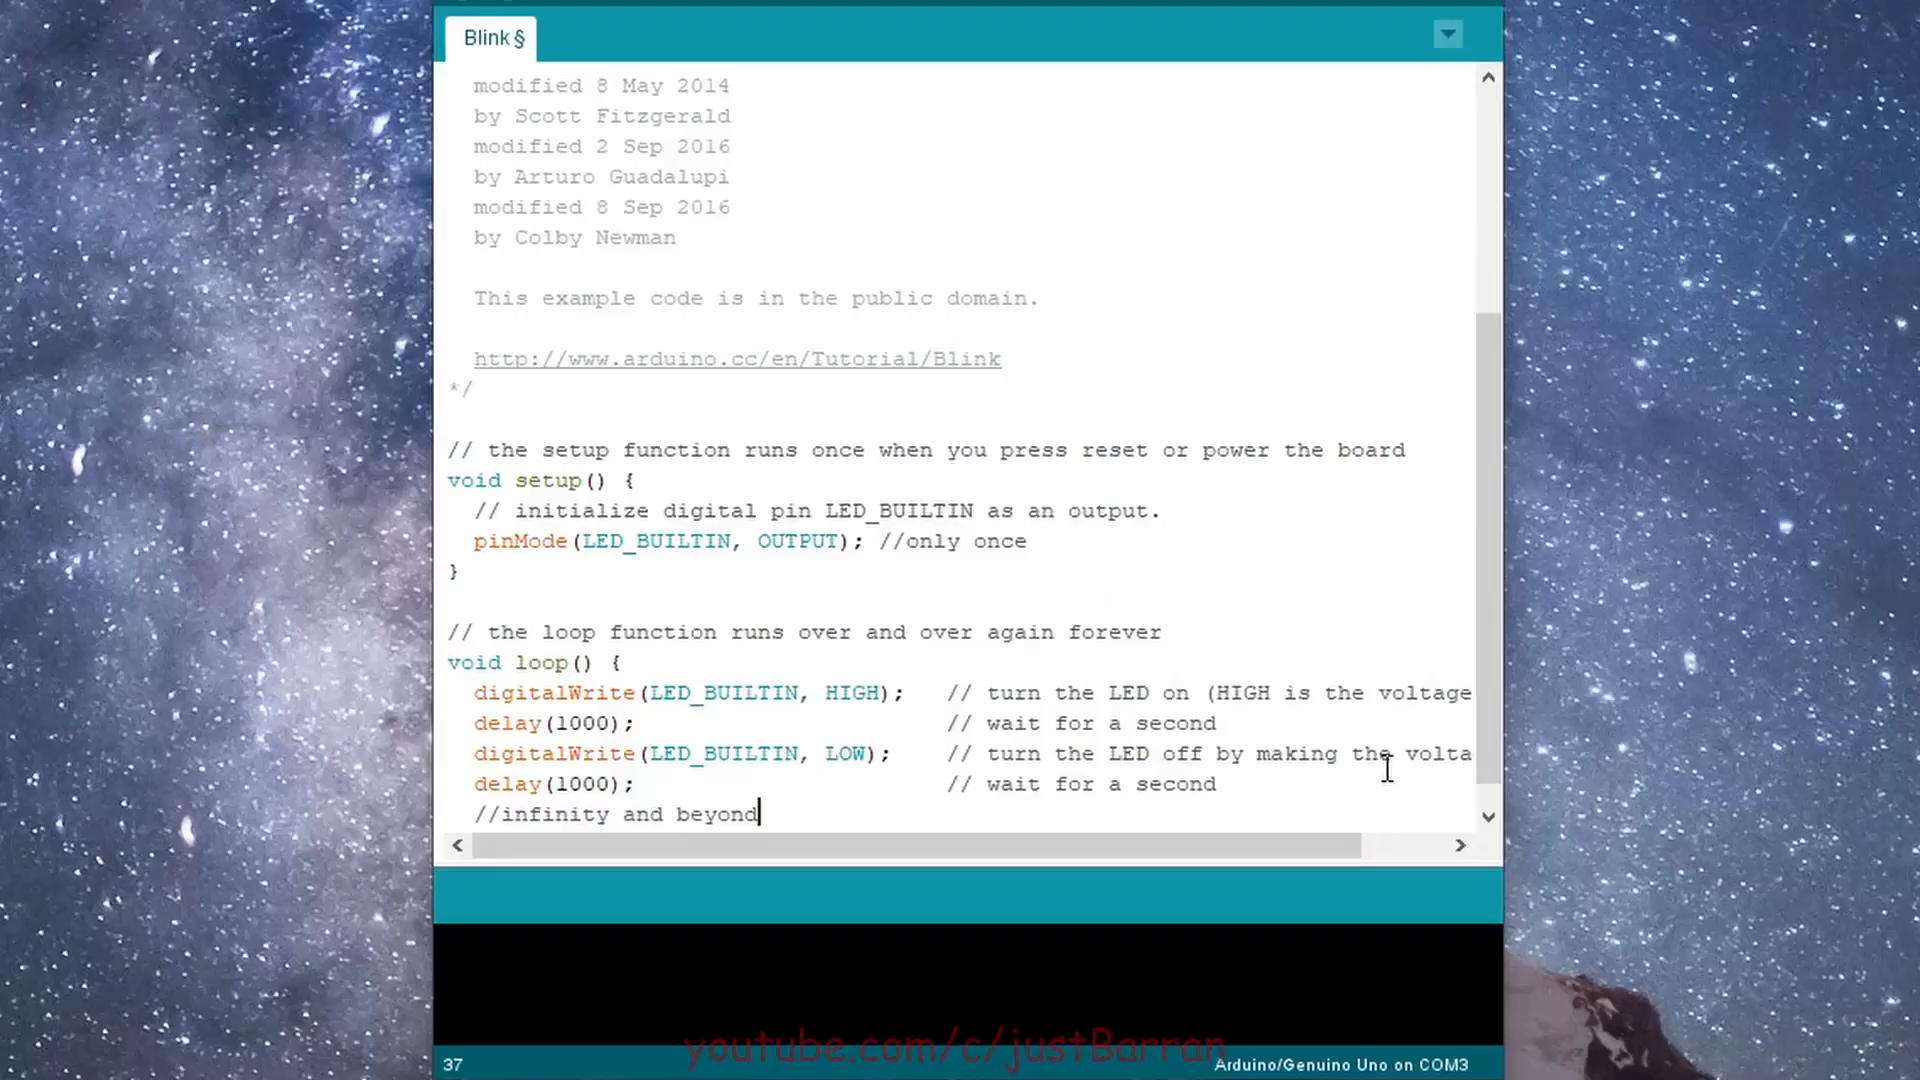 Blink §
modified 8 May 2014
by Scott Fitzgerald
modified 2 Sep 2016
by Arturo Guadalupi
modified 8 Sep 2016
by Colby Newman
This example code is in the public domain.
http://www.arduino.cc/en/Tutorial/Blink
*/
// the setup function runs once when you press reset or power the board
void setup() {
// initialize digital pin LED_BUILTIN as an output.
pinMode(LED_BUILTIN, OUTPUT); //only once
}
// the loop function runs over and over again forever
void loop() {
digitalWrite(LED_BUILTIN, HIGH);   // turn the LED on (HIGH is the voltage
delay(1000);                       // wait for a second
digitalWrite(LED_BUILTIN, LOW);    // turn the LED off by making the volta
delay(1000);                       // wait for a second
//infinity and beyond
youtube.com/c/justBarran
37 Arduino/Genuino Uno on COM3